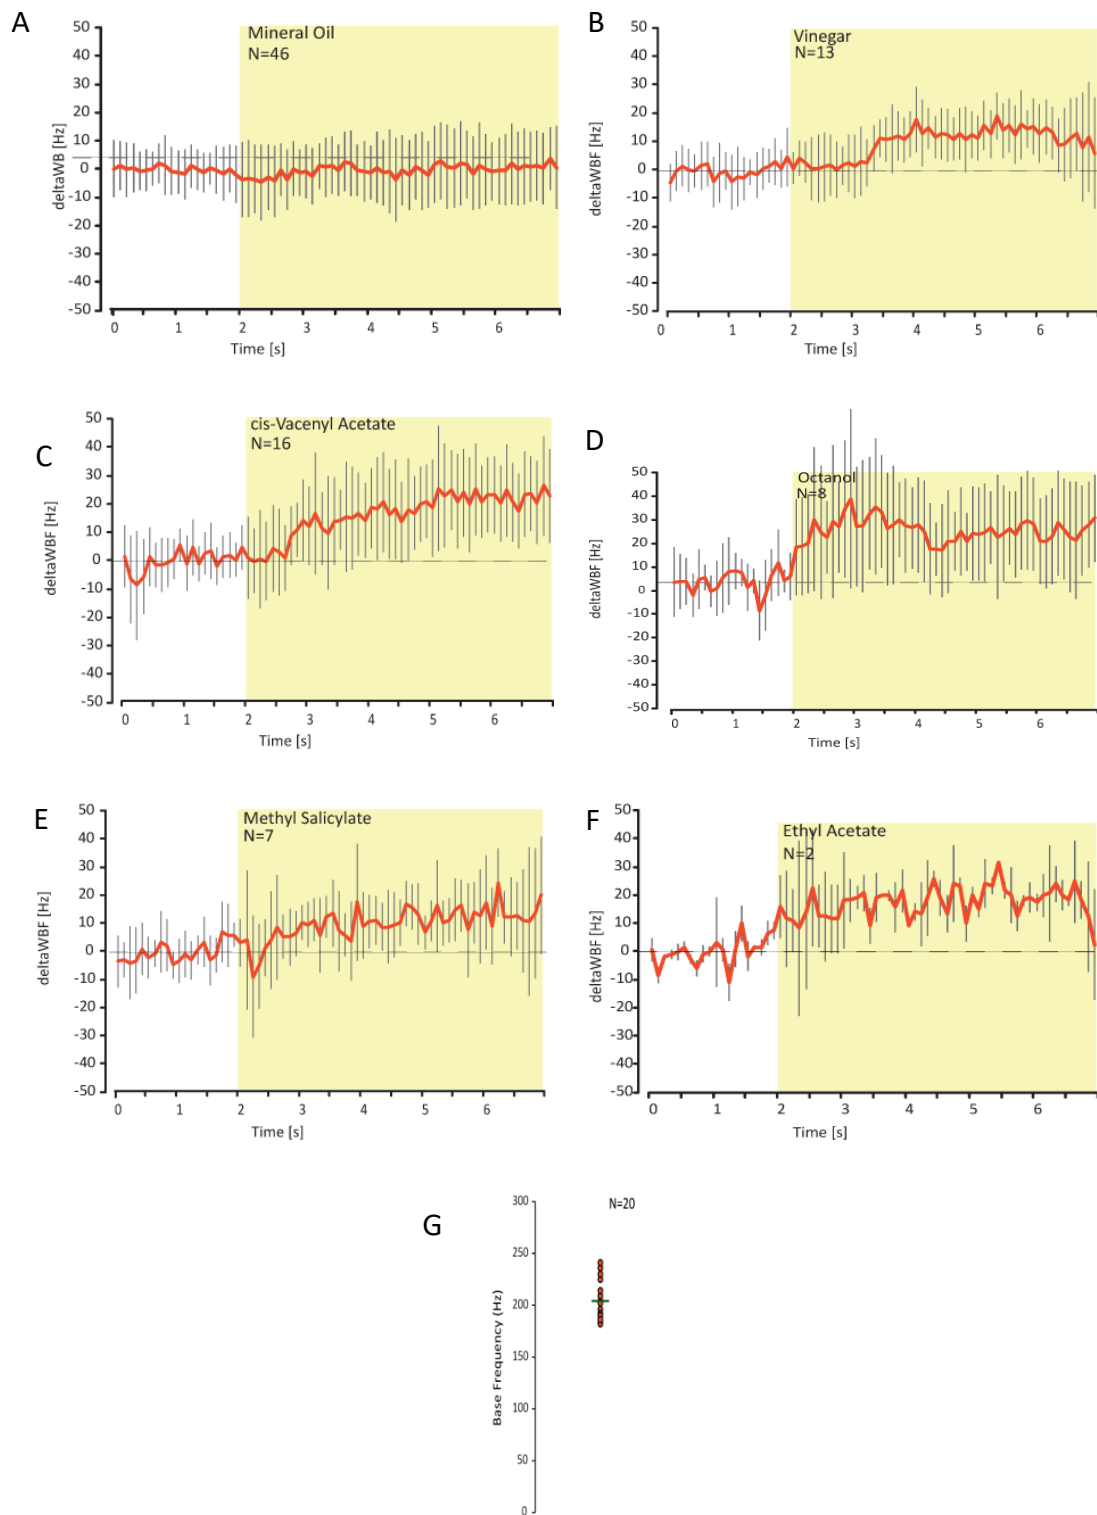 A
50
40
30
20
10
0
-10
-20
-30
-40
-50
deltaWB [Hz]
Mineral Oil
N=46
0 1 2 3 4 5 6
Time [s]
B
50
40
30
20
10
0
-10
-20
-30
-40
-50
deltaWBF [Hz]
Vinegar
N=13
0 1 2 3 4 5 6
Time [s]
C
50
40
30
20
10
0
-10
-20
-30
-40
-50
deltaWBF [Hz]
cis-Vacenyl Acetate
N=16
0 1 2 3 4 5 6
Time [s]
D
50
40
30
20
10
0
-10
-20
-30
-40
-50
deltaWBF [Hz]
Octanol
N=8
0 1 2 3 4 5 6
Time [s]
E
50
40
30
20
10
0
-10
-20
-30
-40
-50
deltaWBF [Hz]
Methyl Salicylate
N=7
0 1 2 3 4 5 6
Time [s]
F
50
40
30
20
10
0
-10
-20
-30
-40
-50
deltaWBF [Hz]
Ethyl Acetate
N=2
0 1 2 3 4 5 6
Time [s]
G
300
250
200
150
100
50
0
Base Frequency (Hz)
N=20